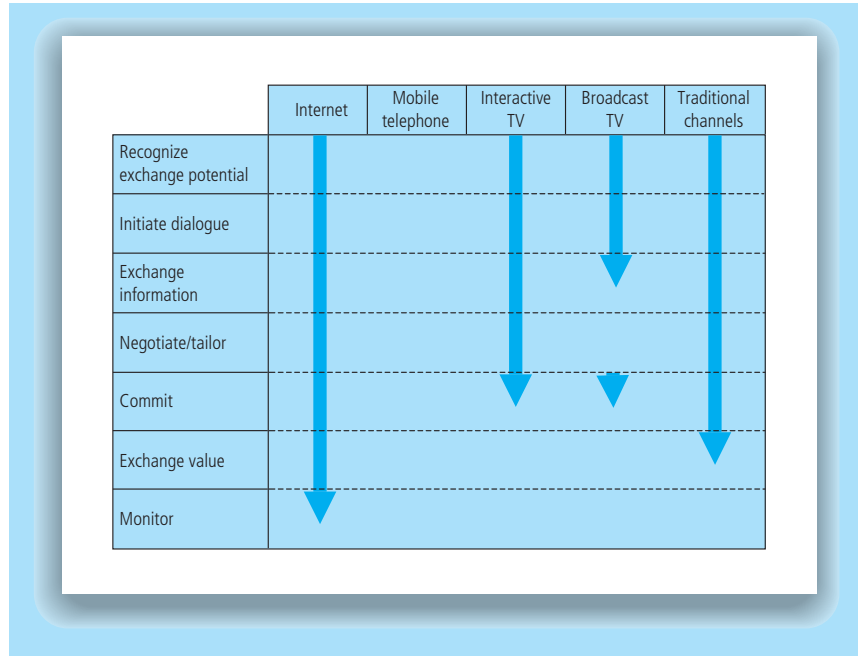 Internet
Mobile
telephone
Interactive
TV
Broadcast
TV
Traditional
channels
Recognize
exchange potential
Initiate dialogue
Exchange
information
Negotiate/tailor
Commit
Exchange value
Monitor